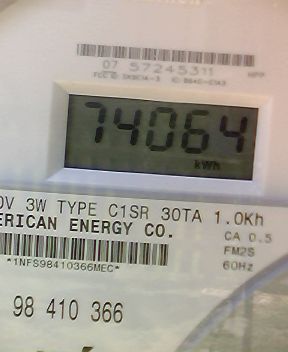 07 57245311
74064
kWh
0V 3W TYPE C1SR 30TA 1.0Kh
ERICAN ENERGY CO.
CA 0.5
FM2S
60Hz
*1NFS98410366MEC*
98 410 366